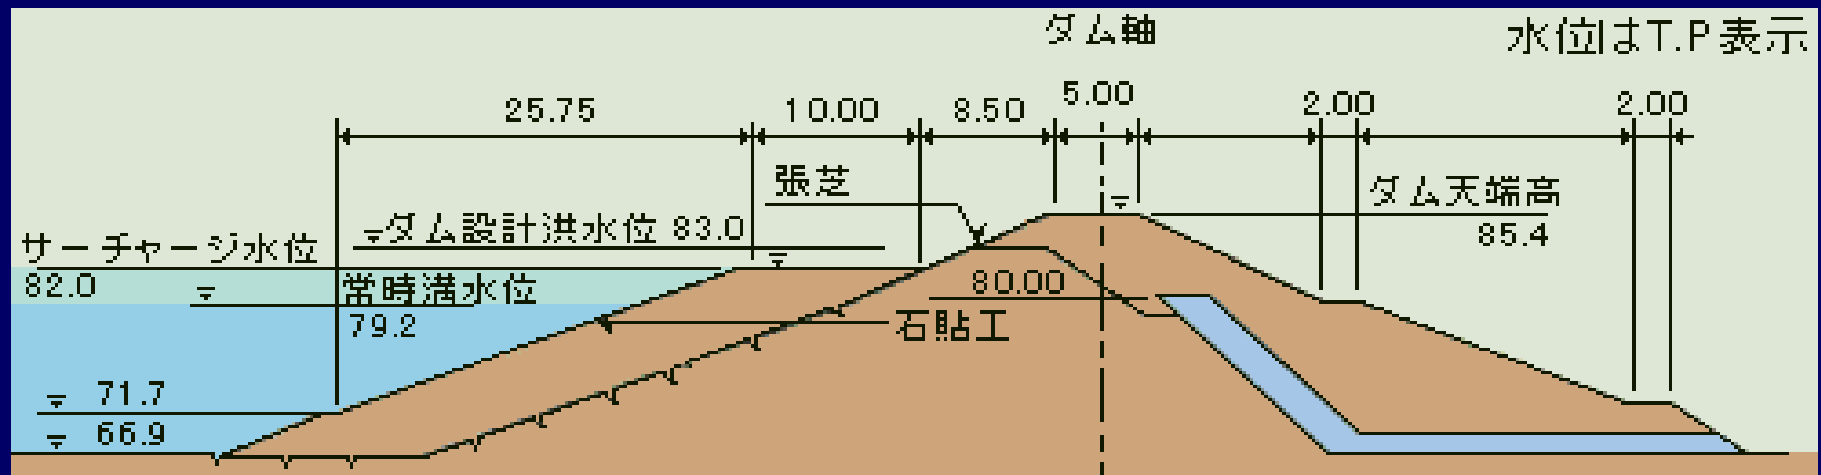 ダム軸
水位はT.P表示
25.75
10.00
8.50
5.00
2.00
2.00
張芝
ダム天端高
85.4
ダム設計洪水位 83.0
サーチャージ水位
82.0
常時満水位
79.2
80.00
石貼工
71.7
66.9